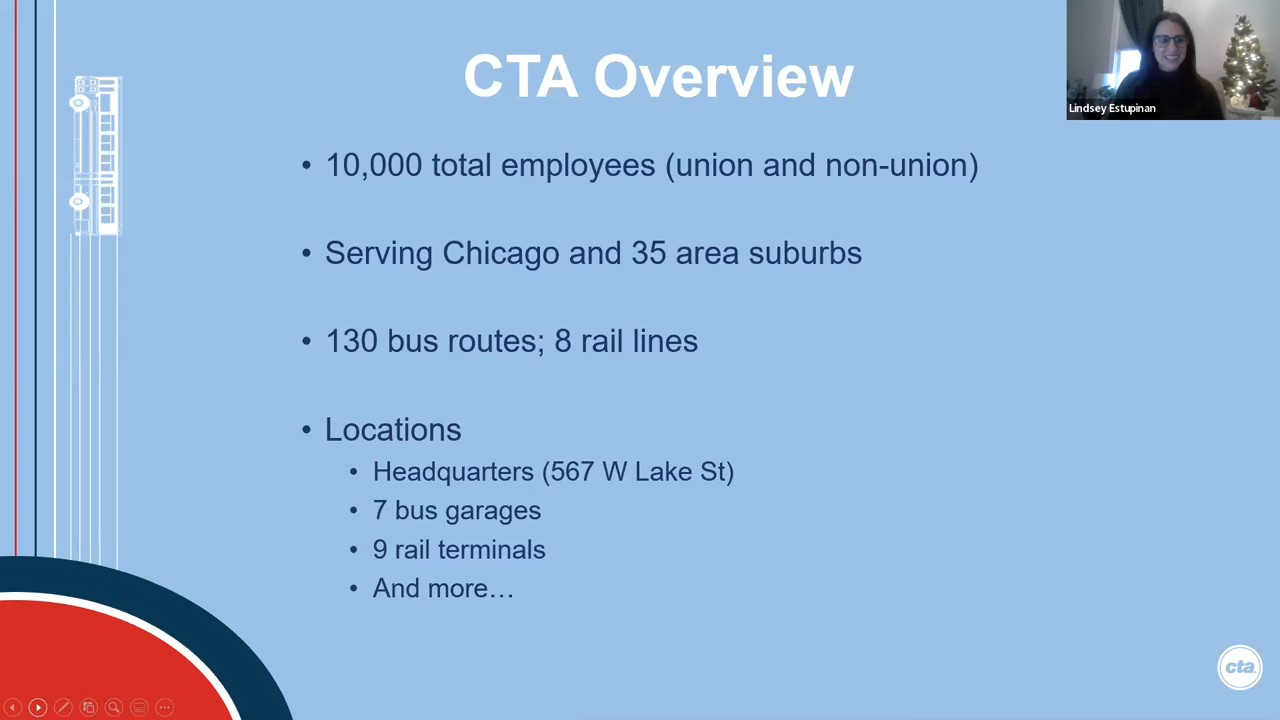 CTA Overview
Lindsey Estupinan
• 10,000 total employees (union and non-union)
• Serving Chicago and 35 area suburbs
• 130 bus routes; 8 rail lines
• Locations
• Headquarters (567 W Lake St)
• 7 bus garages
• 9 rail terminals
• And more…
cta